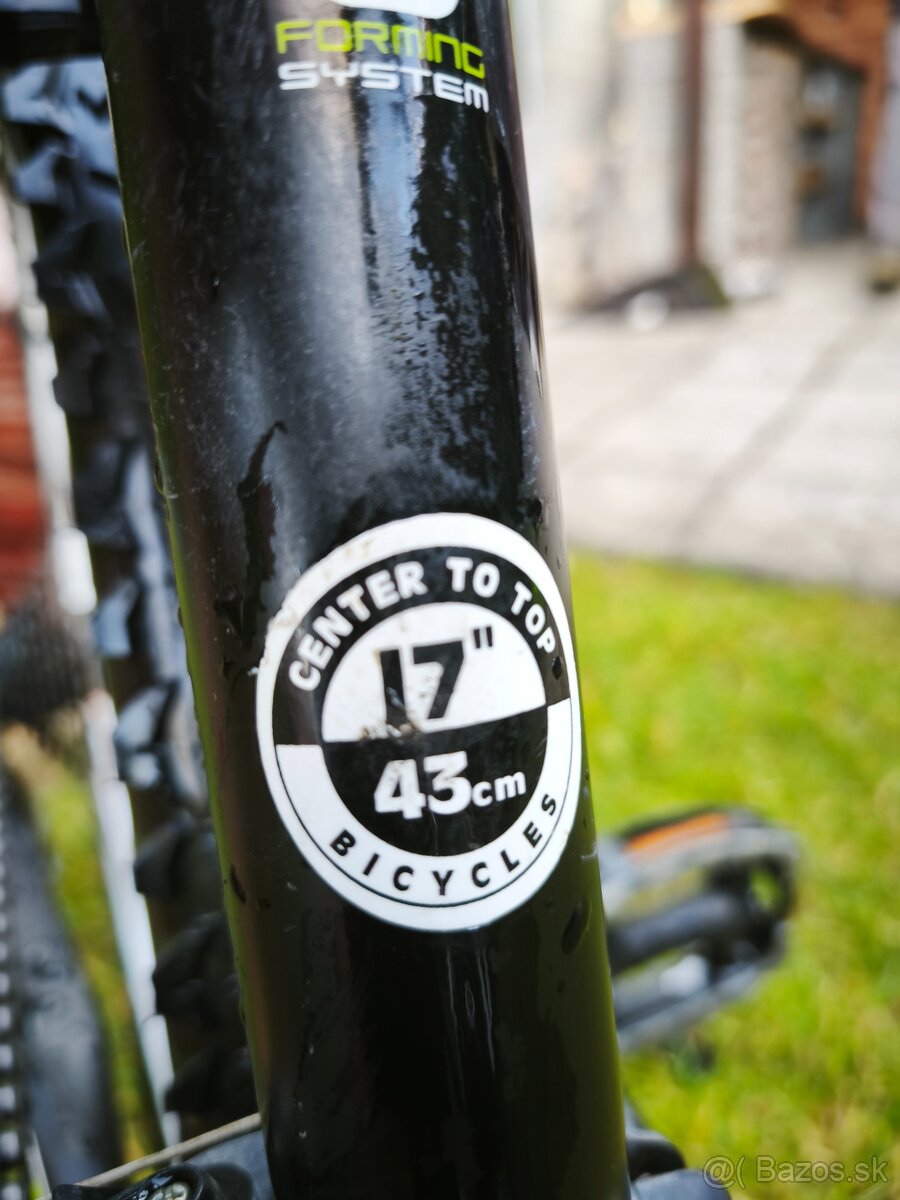 FORMING
SYSTEM
CENTER TO TOP
17"
43cm
BICYCLES
@( Bazos.sk